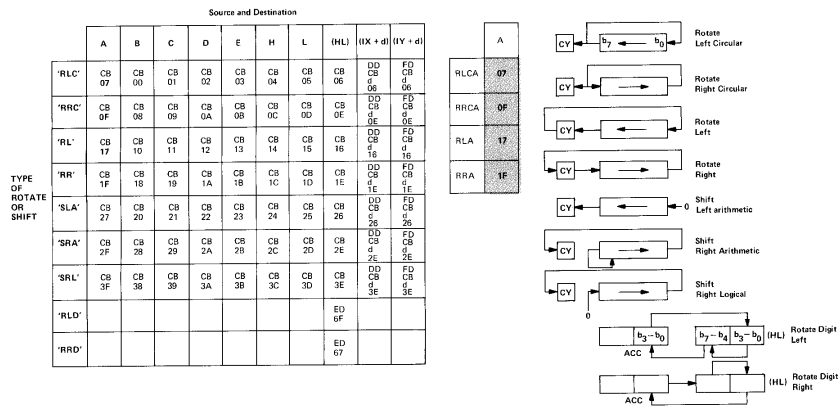 Source and Destination
A B C D E H L (HL) (IX + d) (IY + d)
'RLC' CB 07 CB 00 CB 01 CB 02 CB 03 CB 04 CB 05 CB 06 DD CB d 06 FD CB d 06
'RRC' CB 0F CB 08 CB 09 CB 0A CB 0B CB 0C CB 0D CB 0E DD CB d 0E FD CB d 0E
'RL' CB 17 CB 10 CB 11 CB 12 CB 13 CB 14 CB 15 CB 16 DD CB d 16 FD CB d 16
'RR' CB 1F CB 18 CB 19 CB 1A CB 1B CB 1C CB 1D CB 1E DD CB d 1E FD CB d 1E
'SLA' CB 27 CB 20 CB 21 CB 22 CB 23 CB 24 CB 25 CB 26 DD CB d 26 FD CB d 26
'SRA' CB 2F CB 28 CB 29 CB 2A CB 2B CB 2C CB 2D CB 2E DD CB d 2E FD CB d 2E
'SRL' CB 3F CB 38 CB 39 CB 3A CB 3B CB 3C CB 3D CB 3E DD CB d 3E FD CB d 3E
'RLD' ED 6F
'RRD' ED 67
TYPE
OF
ROTATE
OR
SHIFT
A
RLCA 07
RRCA 0F
RLA 17
RRA 1F
CY b7 b0 Rotate
Left Circular
CY Rotate
Right Circular
CY Rotate
Left
CY Rotate
Right
CY 0 Shift
Left arithmetic
CY Shift
Right Arithmetic
CY Shift
Right Logical
0
b3–b0 b7–b4 b3–b0 (HL) Rotate Digit
Left
ACC
(HL) Rotate Digit
Right
ACC